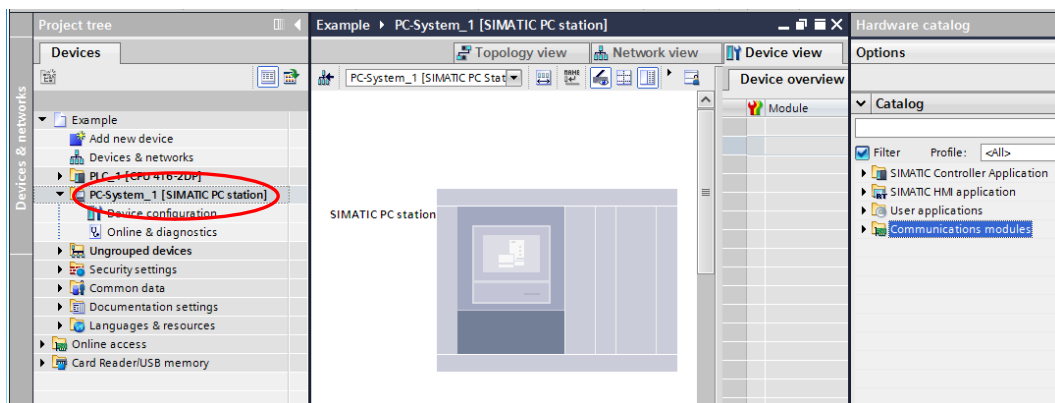 Project tree
Devices
Devices & networks
Example
Add new device
Devices & networks
PLC_1 [CPU 416-2DP]
PC-System_1 [SIMATIC PC station]
Device configuration
Online & diagnostics
Ungrouped devices
Security settings
Common data
Documentation settings
Languages & resources
Online access
Card Reader/USB memory
Example PC-System_1 [SIMATIC PC station]
Topology view
Network view
Device view
PC-System_1 [SIMATIC PC Stat
NAME
SIMATIC PC station
Device overview
Module
Hardware catalog
Options
Catalog
Filter Profile: <All>
SIMATIC Controller Application
RT
SIMATIC HMI application
User applications
Communications modules